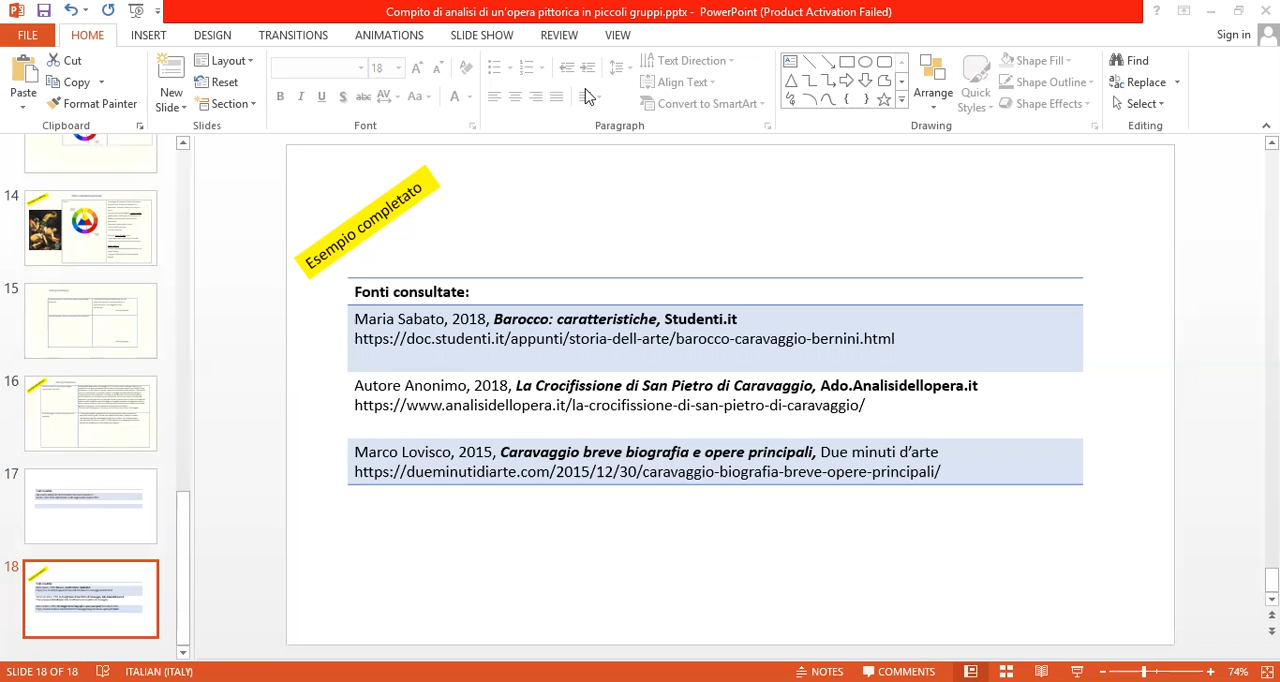 Compito di analisi di un'opera pittorica in piccoli gruppi.pptx - PowerPoint (Product Activation Failed)
FILE HOME INSERT DESIGN TRANSITIONS ANIMATIONS SLIDE SHOW REVIEW VIEW Sign in
Paste
Cut
Copy
Format Painter
Clipboard
New Slide
Layout
Reset
Section
Slides
18
B I U S abc AV Aa A
Font
Text Direction
Align Text
Convert to SmartArt
Paragraph
Arrange
Quick Styles
Shape Fill
Shape Outline
Shape Effects
Drawing
Find
Replace
Select
Editing
14
15
16
17
18
Esempio completato
Fonti consultate:
Maria Sabato, 2018, Barocco: caratteristiche, Studenti.it
https://doc.studenti.it/appunti/storia-dell-arte/barocco-caravaggio-bernini.html
Autore Anonimo, 2018, La Crocifissione di San Pietro di Caravaggio, Ado.Analisidellopera.it
https://www.analisidellopera.it/la-crocifissione-di-san-pietro-di-caravaggio/
Marco Lovisco, 2015, Caravaggio breve biografia e opere principali, Due minuti d'arte
https://dueminutidiarte.com/2015/12/30/caravaggio-biografia-breve-opere-principali/
SLIDE 18 OF 18 ITALIAN (ITALY) NOTES COMMENTS 74%